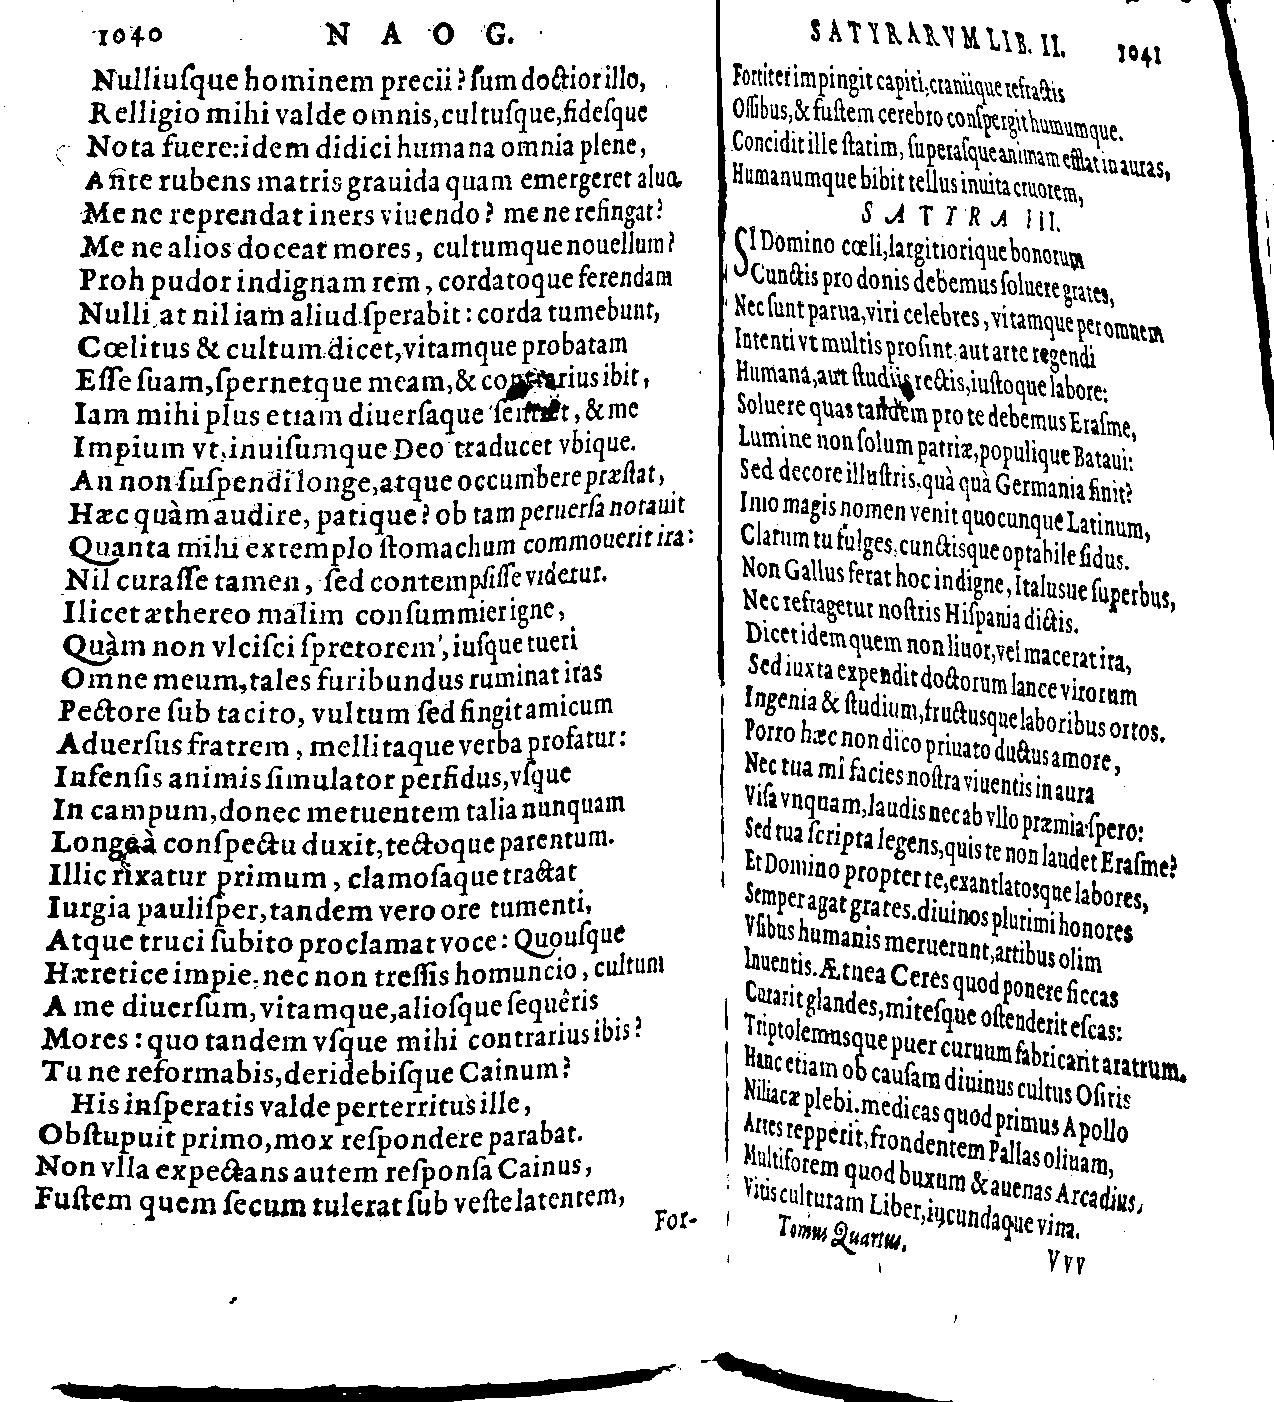 1040 N A O G.
Nulliuſque hominem precii? ſum doctior illo,
Relligio mihi valde omnis, cultuſque, fideſque
Nota fuere: idem didici humana omnia plene,
Ante rubens matris grauida quam emergeret aluo.
Me ne reprendat iners viuendo? me ne refingat?
Me ne alios doceat mores, cultumque nouellum?
Proh pudor indignam rem, cordatoque ferendam
Nulli, at nil iam aliud ſperabit: corda tumebunt,
Cœlitus & cultum dicet, vitamque probatam
Eſſe ſuam, ſpernetque meam, & contrarius ibit,
Iam mihi plus etiam diuerſaque ſentiet, & me
Impium vt, inuiſumque Deo traducet vbique.
An non ſuſpendi longe, atque occumbere præſtat,
Hæc quàm audire, patique? ob tam peruerſa notauit
Quanta mihi extemplo ſtomachum commouerit ira:
Nil curaſſe tamen, ſed contempſiſſe videtur.
Ilicet æthereo malim conſummier igne,
Quàm non vlciſci ſpretorem, iuſque tueri
Omne meum, tales furibundus ruminat iras
Pectore ſub tacito, vultum ſed fingit amicum
Aduerſus fratrem, mellitaque verba profatur:
Infenſis animis ſimulator perfidus, vſque
In campum, donec metuentem talia nunquam
Longe à conſpectu duxit, tectoque parentum.
Illic rixatur primum, clamoſaque tractat
Iurgia pauliſper, tandem vero ore tumenti,
Atque truci ſubito proclamat voce: Quouſque
Hæretice impie, nec non treſſis homuncio, cultum
A me diuerſum, vitamque, alioſque ſequêris
Mores: quo tandem vſque mihi contrarius ibis?
Tu ne reformabis, deridebiſque Cainum?
His inſperatis valde perterritus ille,
Obſtupuit primo, mox reſpondere parabat.
Non vlla expectans autem reſponſa Cainus,
Fuſtem quem ſecum tulerat ſub veſte latentem,
For-
SATYRARVM LIB. II. 1041
Fortiter impingit capiti, craniique refractis
Oſſibus, & fuſtem cerebro conſpergit humumque.
Concidit ille ſtatim, ſuperaſque animam efflat in auras,
Humanumque bibit tellus inuita cruorem,
SATYRA III.
SI Domino cœli, largitiorique bonorum
Cunctis pro donis debemus ſoluere grates,
Nec ſunt parua, viri celebres, vitamque per omnem
Intenti vt multis proſint, aut arte regendi
Humana, aut ſtudiis rectis, iuſtoque labore:
Soluere quas tandem pro te debemus Eraſme,
Lumine non ſolum patriæ, populique Bataui:
Sed decore illuſtris, quà quà Germania finit?
Imo magis nomen venit quocunque Latinum,
Clarum tu fulges, cunctisque optabile ſidus.
Non Gallus ferat hoc indigne, Italusue ſuperbus,
Nec refragetur noſtris Hiſpania dictis.
Dicet idem quem non liuor, vel macerat ira,
Sed iuxta expendit doctorum lance virorum
Ingenia & ſtudium, fructusque laboribus ortos.
Porro hæc non dico priuato ductus amore,
Nec tua mî facies noſtra viuentis in aura
Viſa vnquam, laudis nec ab vllo præmia ſpero:
Sed tua ſcripta legens, quis te non laudet Eraſme?
Et Domino propter te, exantlatosque labores,
Semper agat grates. diuinos plurimi honores
Vſibus humanis meruerunt, artibus olim
Inuentis. Ætnea Ceres quod ponere ſiccas
Curarit glandes, miteſque oſtenderit eſcas:
Triptolemusque puer curuum fabricarit aratrum.
Hanc etiam ob cauſam diuinus cultus Oſiris
Niliacæ plebi. medicas quod primus Apollo
Artes repperit, frondentem Pallas oliuam,
Multiforem quod buxum & auenas Arcadius,
Vitis culturam Liber, iucundaque vina.
Tomus Quartus. Vvv